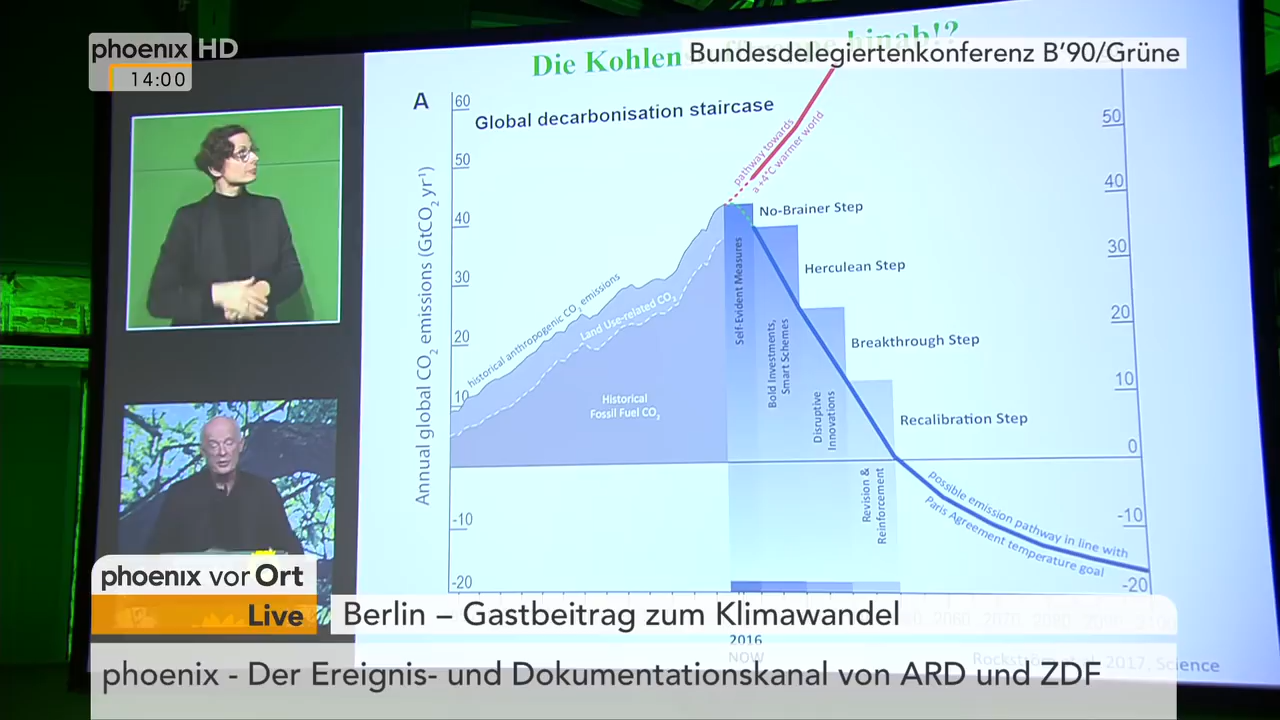 phoenix HD
14:00
Die Kohlen hinab!?
Bundesdelegiertenkonferenz B'90/Grüne
A
Global decarbonisation staircase
Annual global CO2 emissions (GtCO2 yr¹)
60
50
40
30
20
10
-10
-20
50
40
30
20
10
0
-10
-20
pathway towards
a +4°C warmer world
No-Brainer Step
Herculean Step
Breakthrough Step
Recalibration Step
Self-Evident Measures
Bold Investments,
Smart Schemes
Disruptive
Innovations
Revision &
Reinforcement
historical anthropogenic CO2 emissions
Land Use-related CO2
Historical
Fossil Fuel CO2
possible emission pathway in line with
Paris Agreement temperature goal
2016
NOW
2017, Science
phoenix vor Ort
Live
Berlin – Gastbeitrag zum Klimawandel
phoenix - Der Ereignis- und Dokumentationskanal von ARD und ZDF